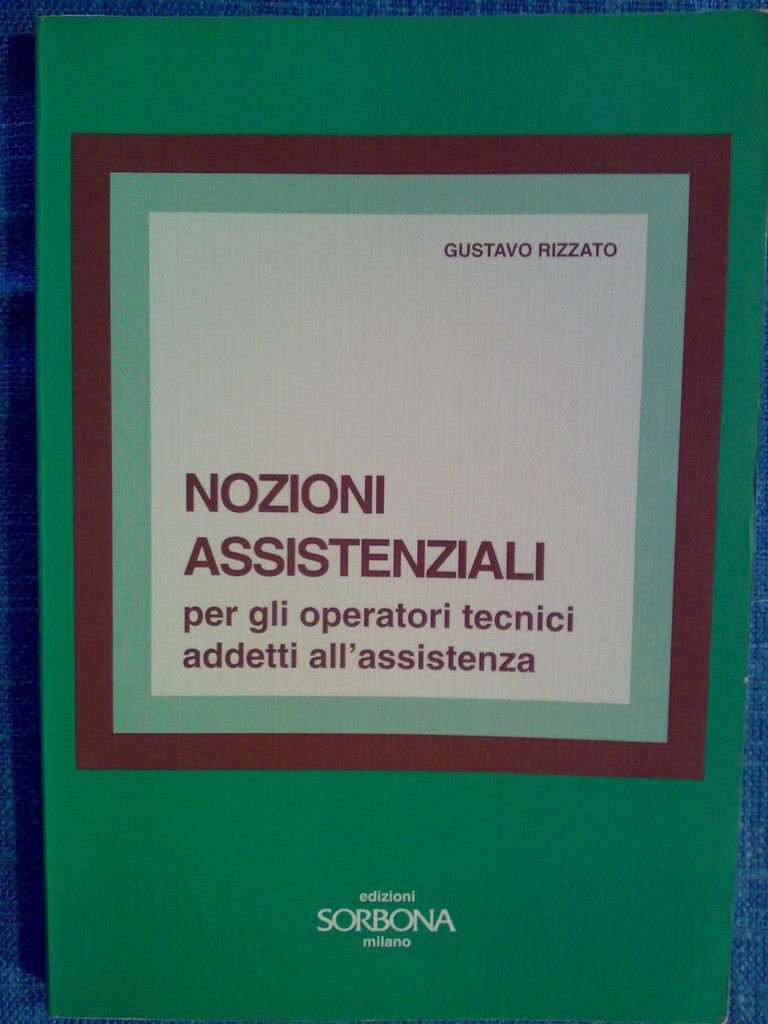 GUSTAVO RIZZATO
NOZIONI
ASSISTENZIALI
per gli operatori tecnici
addetti all'assistenza
edizioni
SORBONA
milano